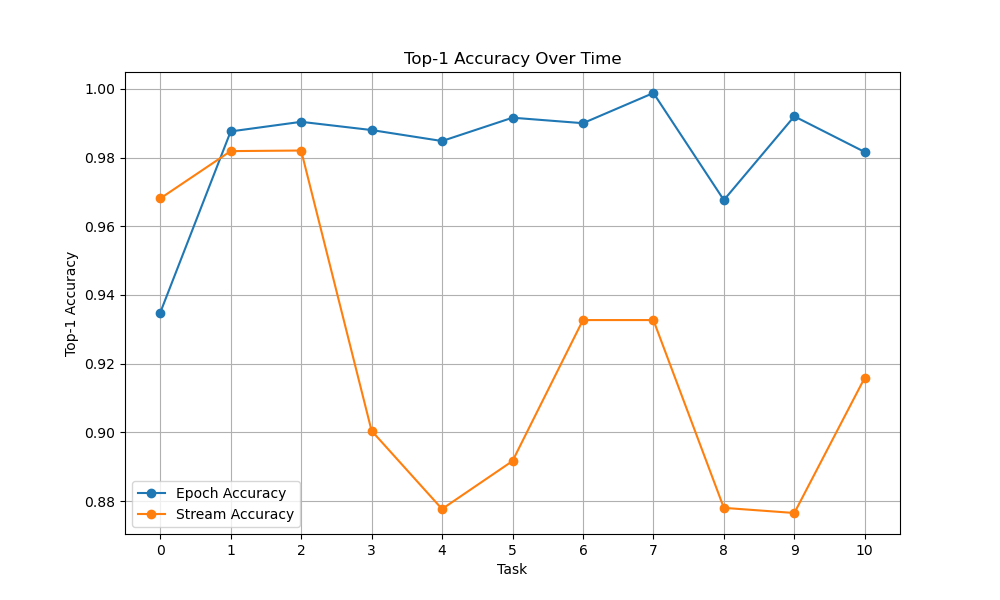 Top-1 Accuracy Over Time
1.00
0.98
0.96
0.94
0.92
0.90
0.88
Top-1 Accuracy
Epoch Accuracy
Stream Accuracy
0 1 2 3 4 5 6 7 8 9 10
Task